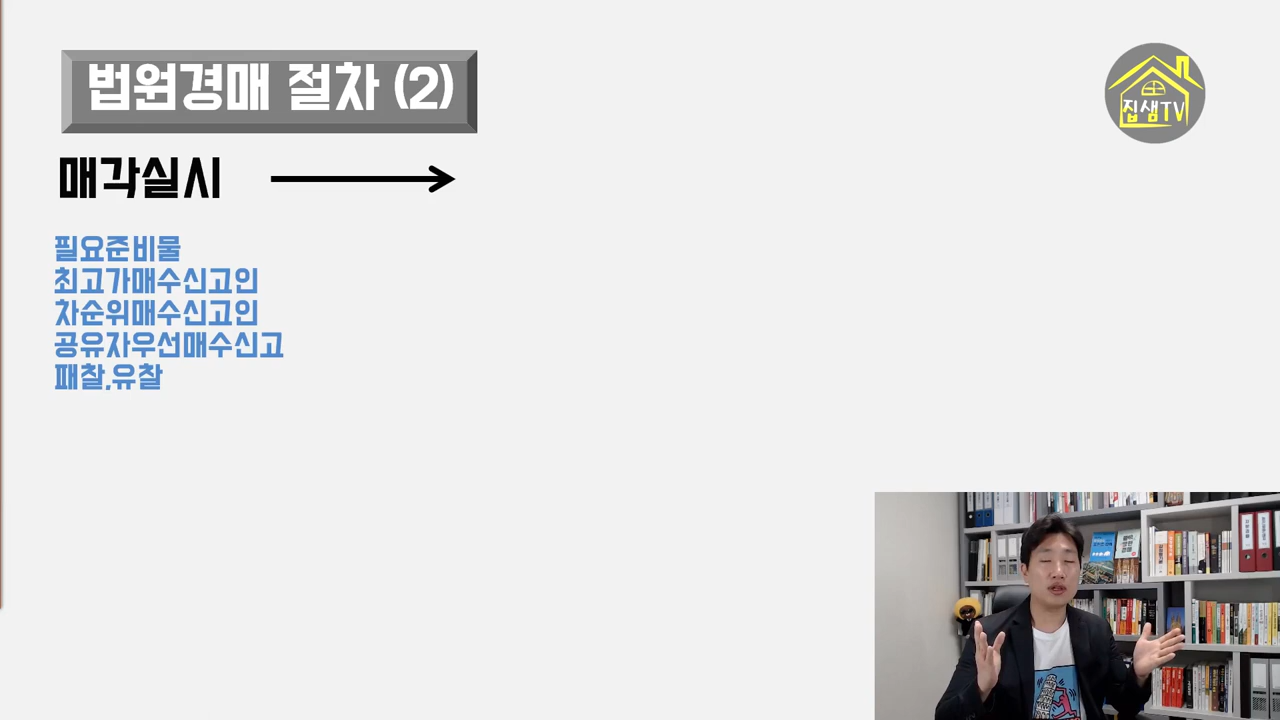 법원경매 절차 (2)
집샘TV
매각실시
필요준비물
최고가매수신고인
차순위매수신고인
공유자우선매수신고
패찰,유찰